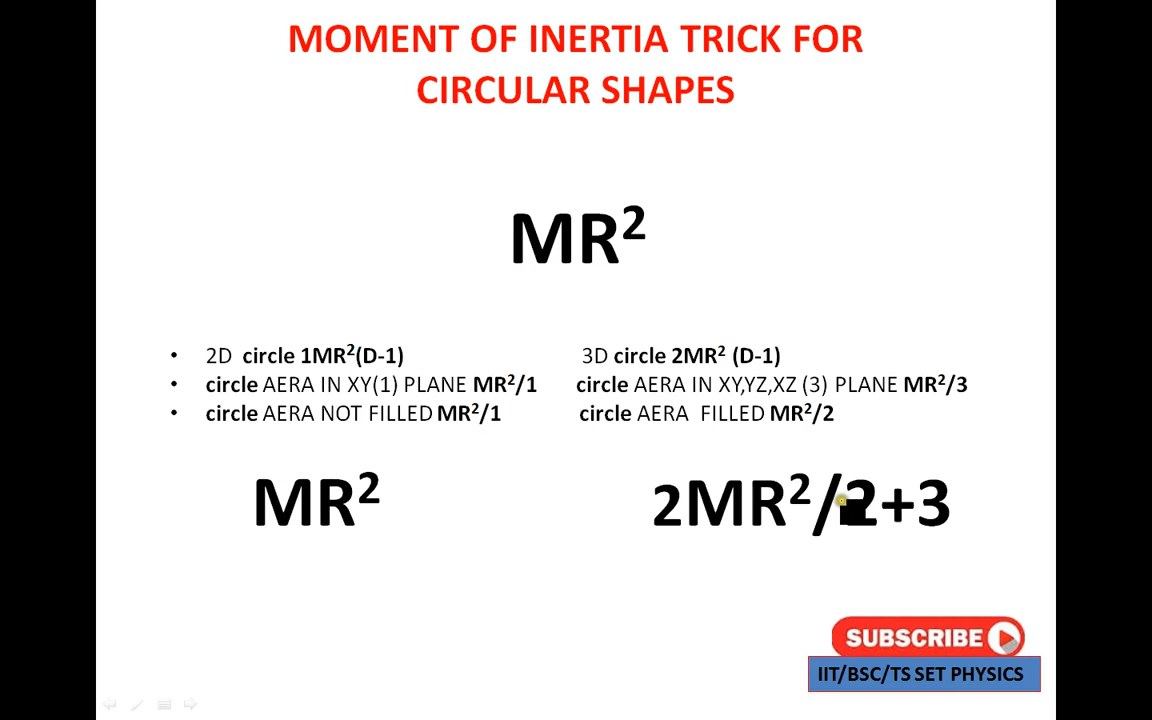 MOMENT OF INERTIA TRICK FOR
CIRCULAR SHAPES
MR²
• 2D circle 1MR²(D-1) 3D circle 2MR² (D-1)
• circle AERA IN XY(1) PLANE MR²/1 circle AERA IN XY,YZ,XZ (3) PLANE MR²/3
• circle AERA NOT FILLED MR²/1 circle AERA FILLED MR²/2
MR² 2MR²/2+3
SUBSCRIBE
IIT/BSC/TS SET PHYSICS